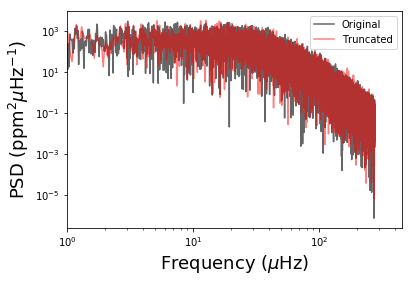 Original
Truncated
10³
10¹
10⁻¹
10⁻³
10⁻⁵
PSD (ppm²μHz⁻¹)
10⁰ 10¹ 10²
Frequency (μHz)